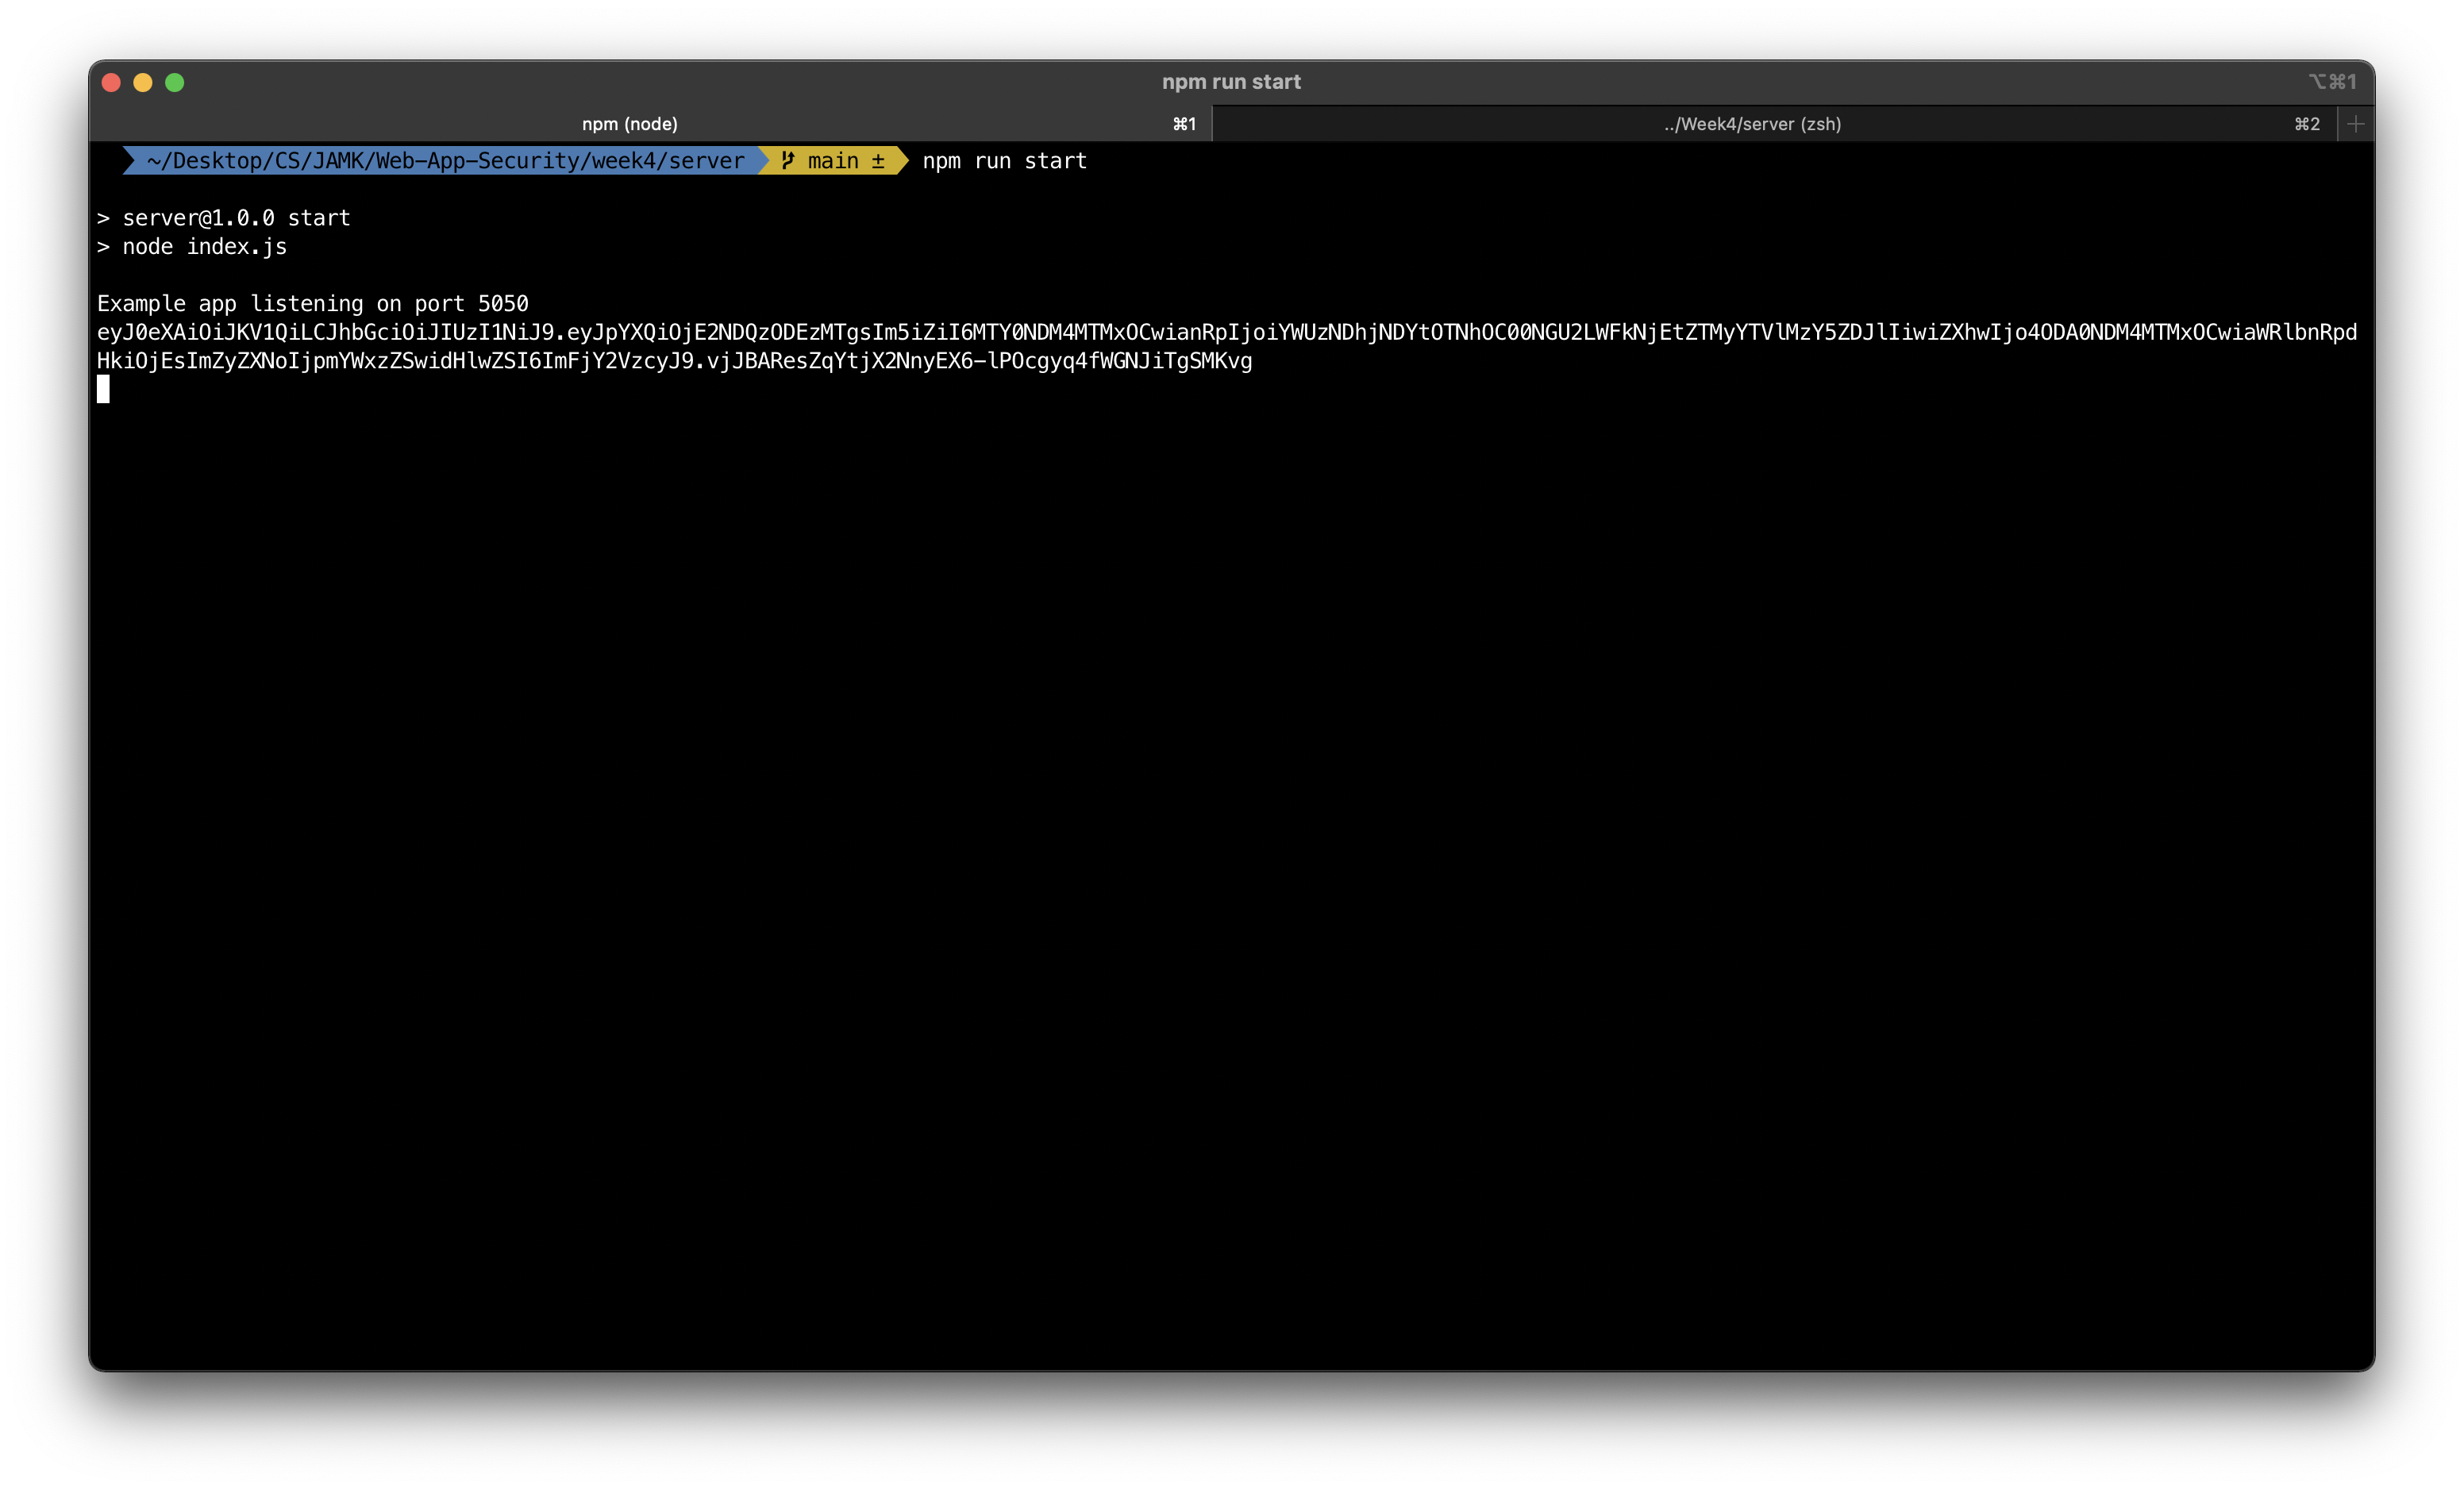 npm run start
⌥⌘1
npm (node) ⌘1
../Week4/server (zsh) ⌘2
~/Desktop/CS/JAMK/Web-App-Security/week4/server main ± npm run start
> server@1.0.0 start
> node index.js
Example app listening on port 5050
eyJ0eXAiOiJKV1QiLCJhbGciOiJIUzI1NiJ9.eyJpYXQiOjE2NDQzODEzMTgsIm5iZiI6MTY0NDM4MTMxOCwianRpIjoiYWUzNDhjNDYtOTNhOC00NGU2LWFkNjEtZTMyYTVlMzY5ZDJlIiwiZXhwIjo4ODA0NDM4MTMxOCwiaWRlbnRpd
HkiOjEsImZyZXNoIjpmYWxzZSwidHlwZSI6ImFjY2VzcyJ9.vjJBAResZqYtjX2NnyEX6-lPOcgyq4fWGNJiTgSMKvg